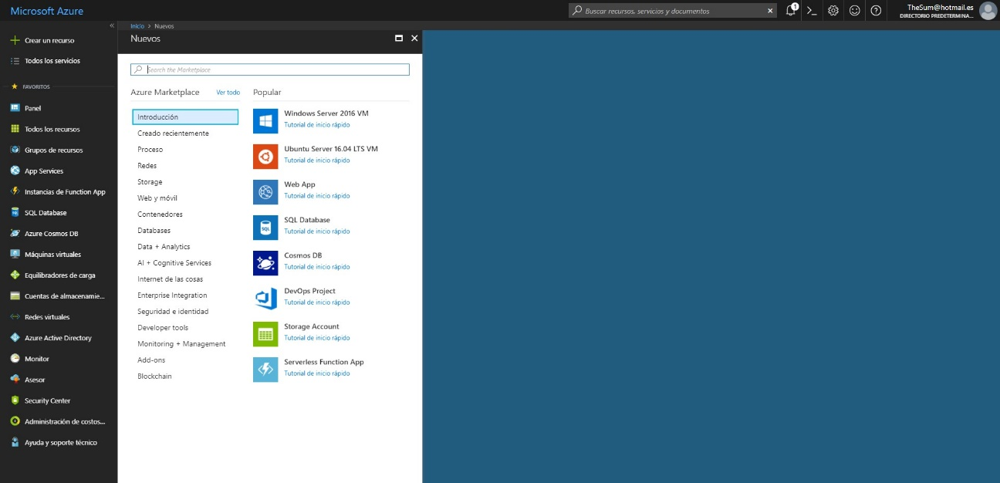 Microsoft Azure
Buscar recursos, servicios y documentos
1
TheSum@hotmail.es
DIRECTORIO PREDETERMINA...
Crear un recurso
Todos los servicios
FAVORITOS
Panel
Todos los recursos
Grupos de recursos
App Services
Instancias de Function App
SQL Database
Azure Cosmos DB
Máquinas virtuales
Equilibradores de carga
Cuentas de almacenamie...
Redes virtuales
Azure Active Directory
Monitor
Asesor
Security Center
Administración de costos...
Ayuda y soporte técnico
Inicio > Nuevos
Nuevos
Search the Marketplace
Azure Marketplace
Ver todo
Introducción
Creado recientemente
Proceso
Redes
Storage
Web y móvil
Contenedores
Databases
Data + Analytics
AI + Cognitive Services
Internet de las cosas
Enterprise Integration
Seguridad e identidad
Developer tools
Monitoring + Management
Add-ons
Blockchain
Popular
Windows Server 2016 VM
Tutorial de inicio rápido
Ubuntu Server 16.04 LTS VM
Tutorial de inicio rápido
Web App
Tutorial de inicio rápido
SQL
SQL Database
Tutorial de inicio rápido
Cosmos DB
Tutorial de inicio rápido
DevOps Project
Tutorial de inicio rápido
Storage Account
Tutorial de inicio rápido
Serverless Function App
Tutorial de inicio rápido